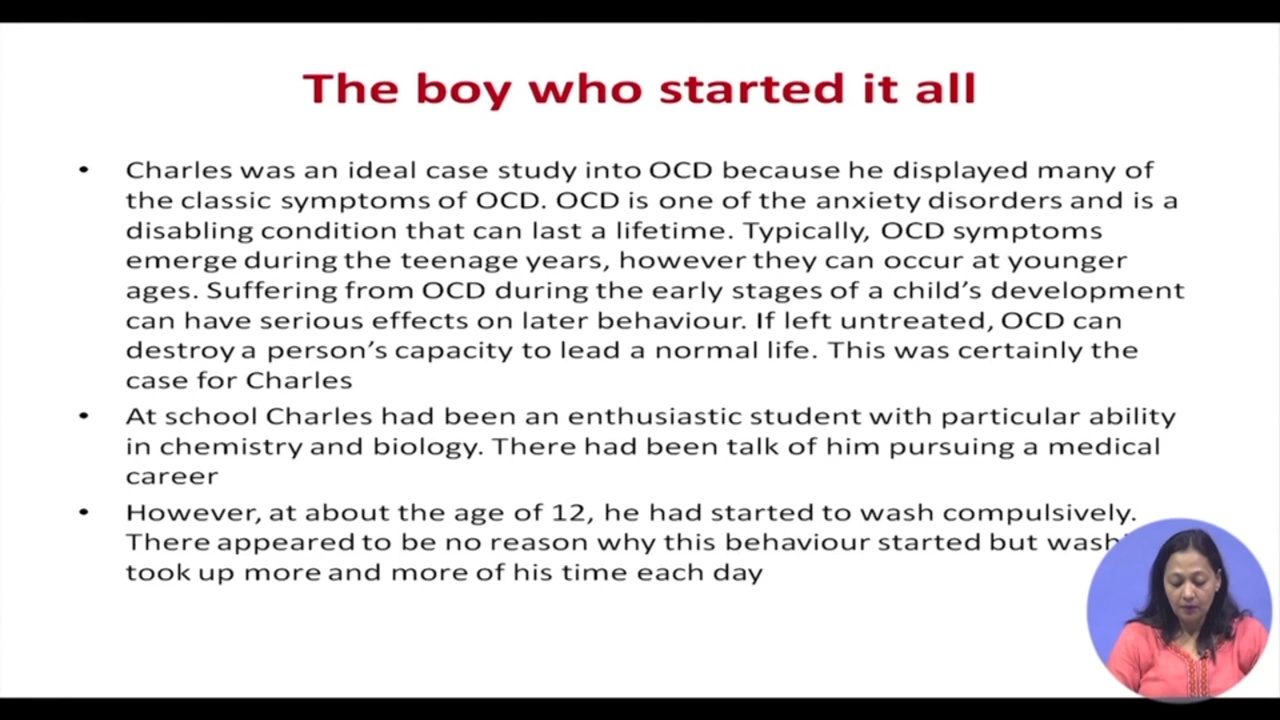 The boy who started it all
• Charles was an ideal case study into OCD because he displayed many of
the classic symptoms of OCD. OCD is one of the anxiety disorders and is a
disabling condition that can last a lifetime. Typically, OCD symptoms
emerge during the teenage years, however they can occur at younger
ages. Suffering from OCD during the early stages of a child’s development
can have serious effects on later behaviour. If left untreated, OCD can
destroy a person’s capacity to lead a normal life. This was certainly the
case for Charles
• At school Charles had been an enthusiastic student with particular ability
in chemistry and biology. There had been talk of him pursuing a medical
career
• However, at about the age of 12, he had started to wash compulsively.
There appeared to be no reason why this behaviour started but
took up more and more of his time each day